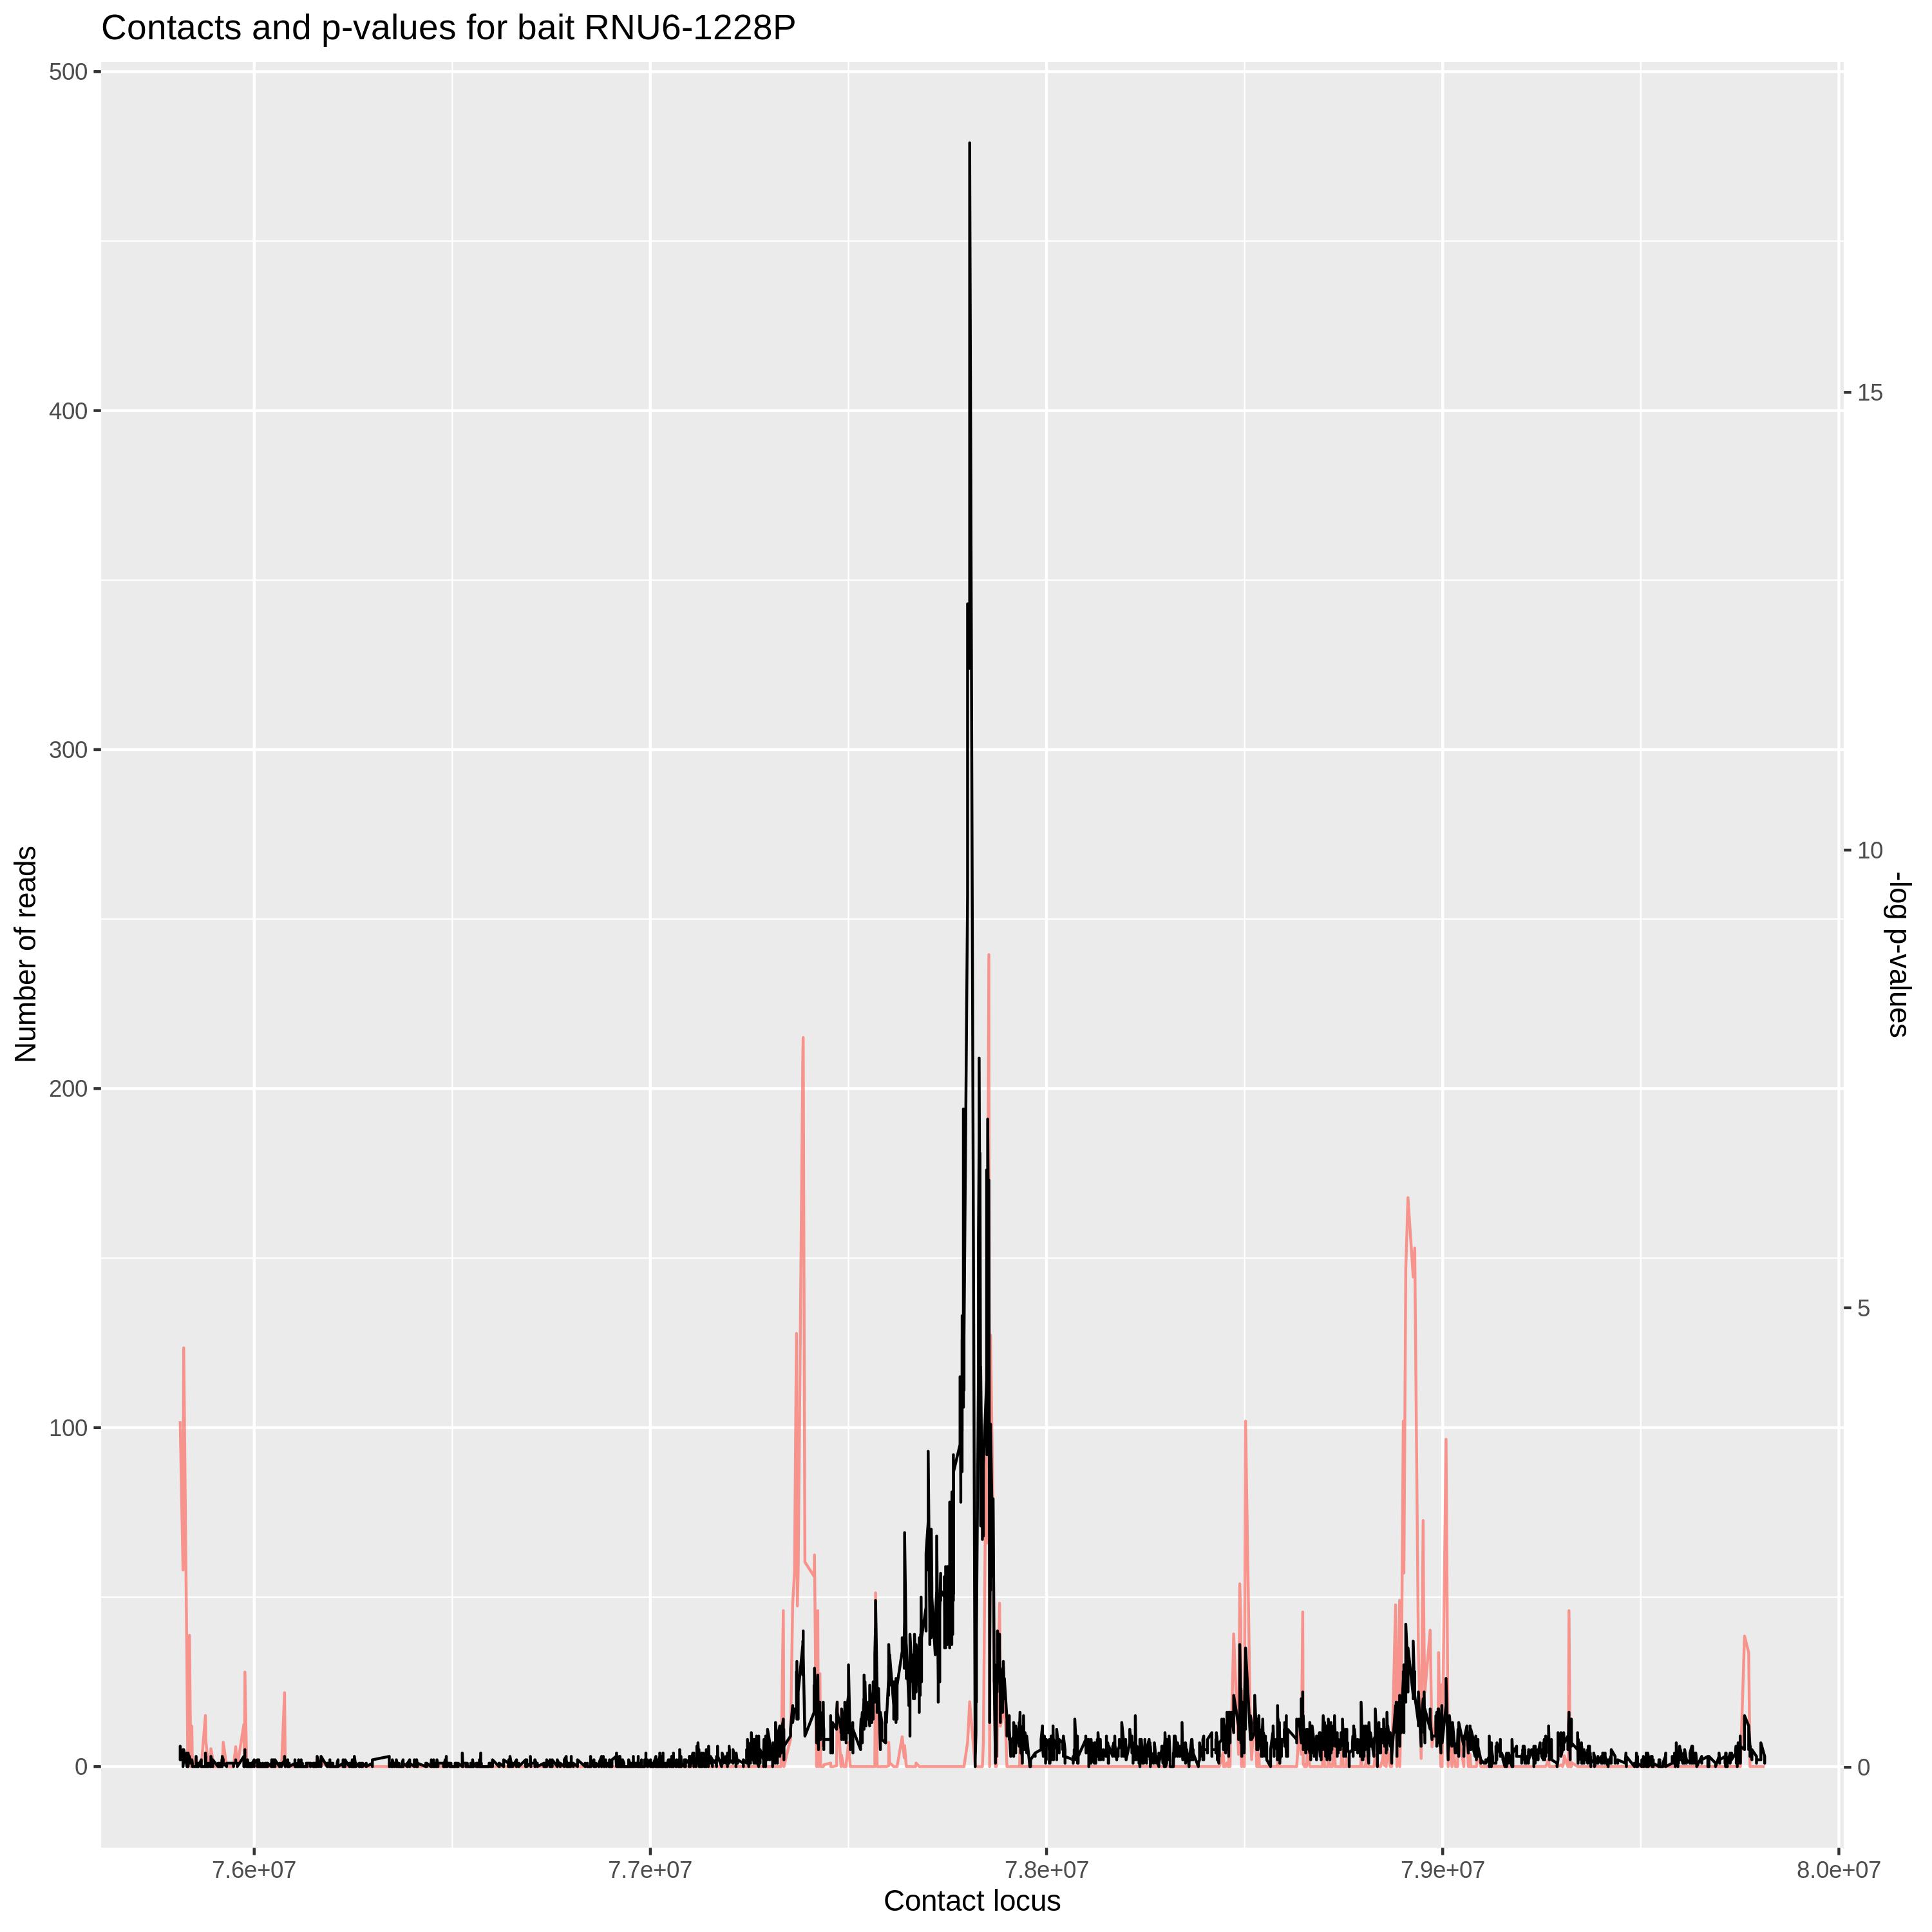 Contacts and p-values for bait RNU6-1228P
500
400
300
200
100
0
Number of reads
15
10
5
0
-log p-values
7.6e+07
7.7e+07
7.8e+07
7.9e+07
8.0e+07
Contact locus